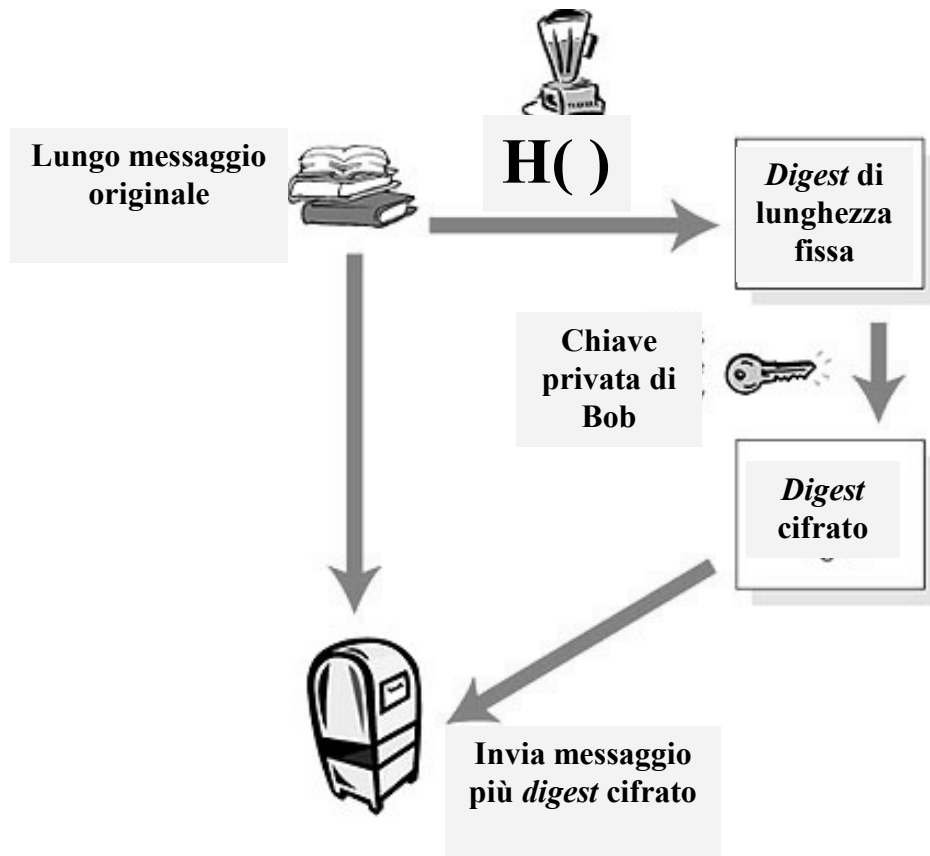 Lungo messaggio
originale
H( )
Digest di
lunghezza
fissa
Chiave
privata di
Bob
Digest
cifrato
Invia messaggio
più digest cifrato